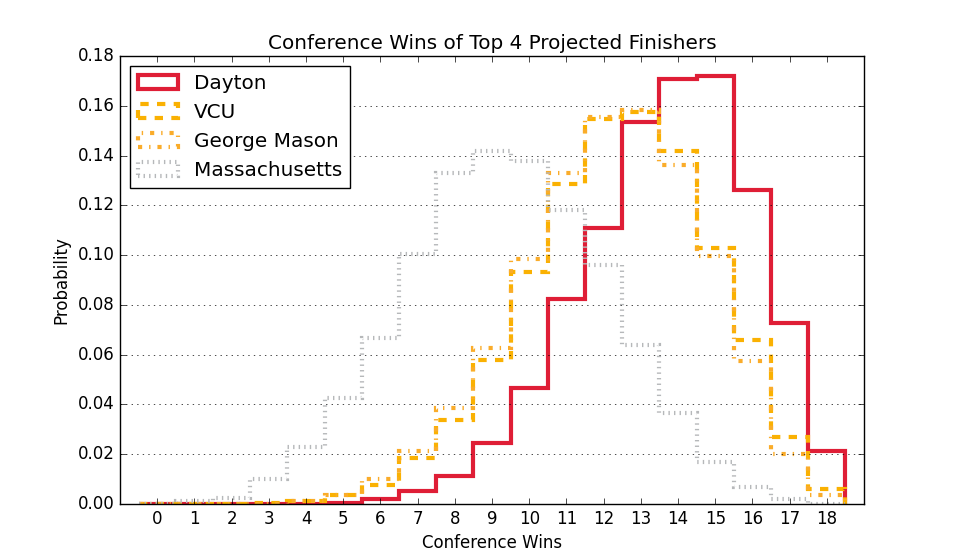 Conference Wins of Top 4 Projected Finishers
0.18
0.16
0.14
0.12
0.10
0.08
0.06
0.04
0.02
0.00
Probability
Dayton
VCU
George Mason
Massachusetts
0 1 2 3 4 5 6 7 8 9 10 11 12 13 14 15 16 17 18
Conference Wins